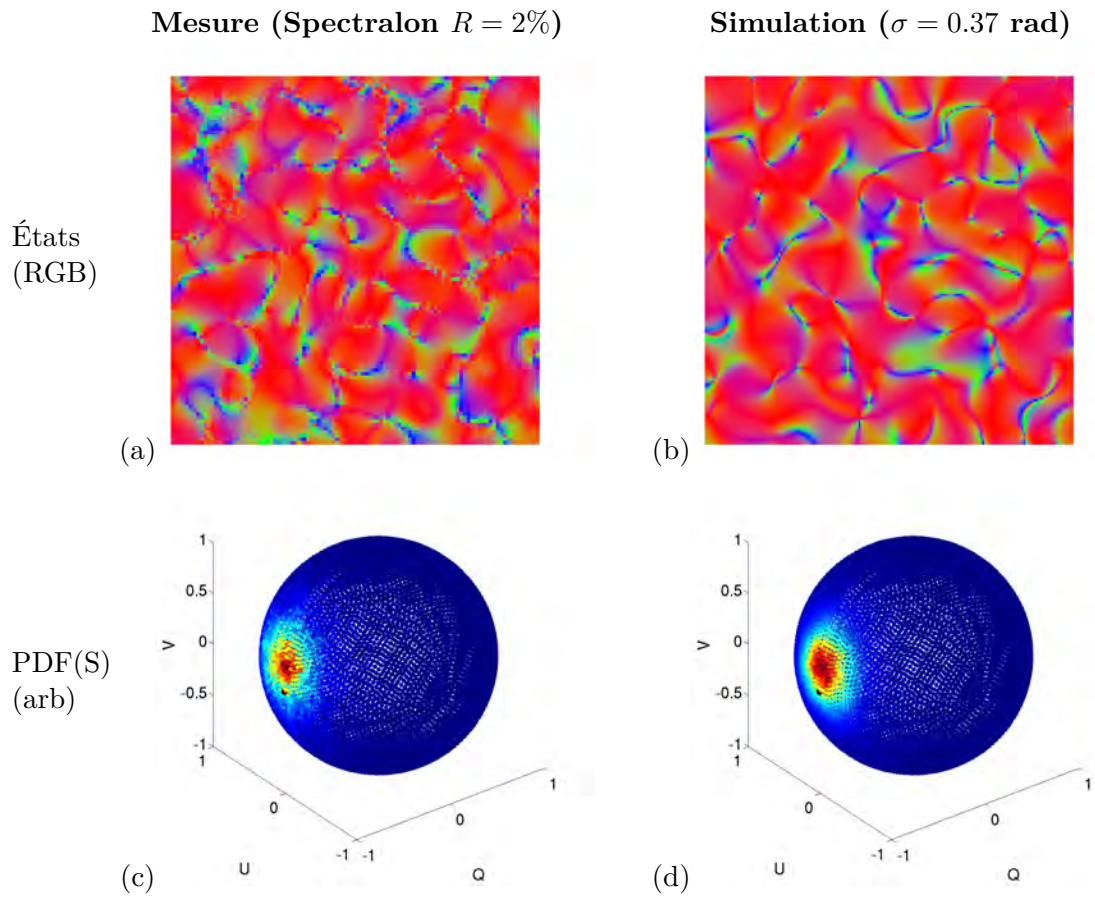 Mesure (Spectralon R = 2%)
Simulation (σ = 0.37 rad)
États
(RGB)
(a)
(b)
PDF(S)
(arb)
1
0.5
0
-0.5
-1
V
1
0
-1
U
-1
0
1
Q
(c)
1
0.5
0
-0.5
-1
V
1
0
-1
U
-1
0
1
Q
(d)